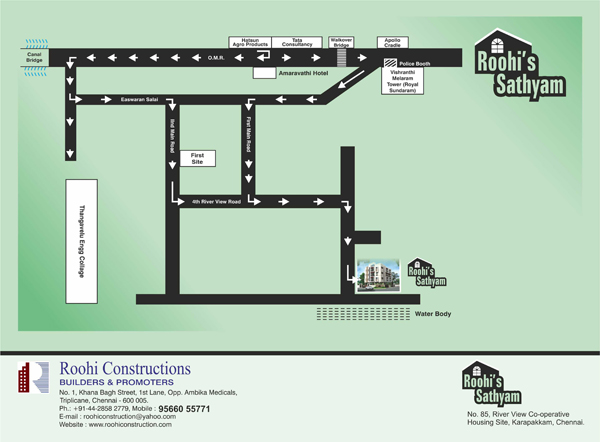 Canal
Bridge
Hatsun
Agro Products
Tata
Consultancy
Walkover
Bridge
Apollo
Cradle
O.M.R.
Police Booth
Amaravathi Hotel
Vishranthi
Melaram
Tower (Royal
Sundaram)
Roohi's
Sathyam
Easwaran Salai
IInd Main Road
First Main Road
First
Site
4th River View Road
Thangavelu Engg Collage
Roohi's
Sathyam
Water Body
Roohi Constructions
BUILDERS & PROMOTERS
No. 1, Khana Bagh Street, 1st Lane, Opp. Ambika Medicals,
Triplicane, Chennai - 600 005.
Ph.: +91-44-2858 2779, Mobile : 95660 55771
E-mail : roohiconstruction@yahoo.com
Website : www.roohiconstruction.com
Roohi's
Sathyam
No. 85, River View Co-operative
Housing Site, Karapakkam, Chennai.